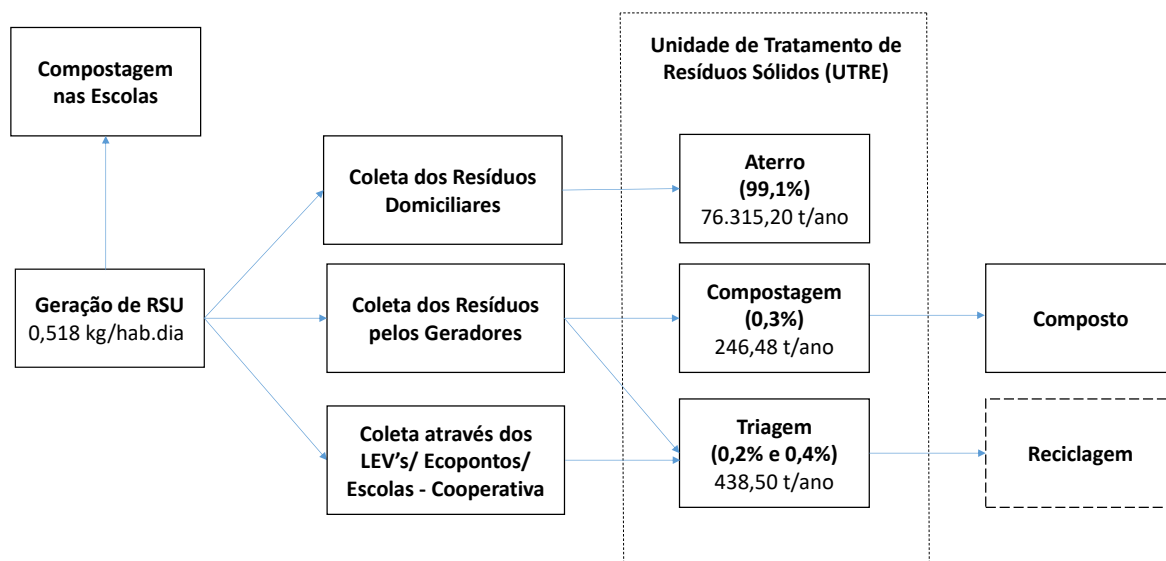 Unidade de Tratamento de
Resíduos Sólidos (UTRE)
Compostagem
nas Escolas
Coleta dos Resíduos
Domiciliares
Aterro
(99,1%)
76.315,20 t/ano
Geração de RSU
0,518 kg/hab.dia
Coleta dos Resíduos
pelos Geradores
Compostagem
(0,3%)
246,48 t/ano
Composto
Coleta através dos
LEV's/ Ecopontos/
Escolas - Cooperativa
Triagem
(0,2% e 0,4%)
438,50 t/ano
Reciclagem